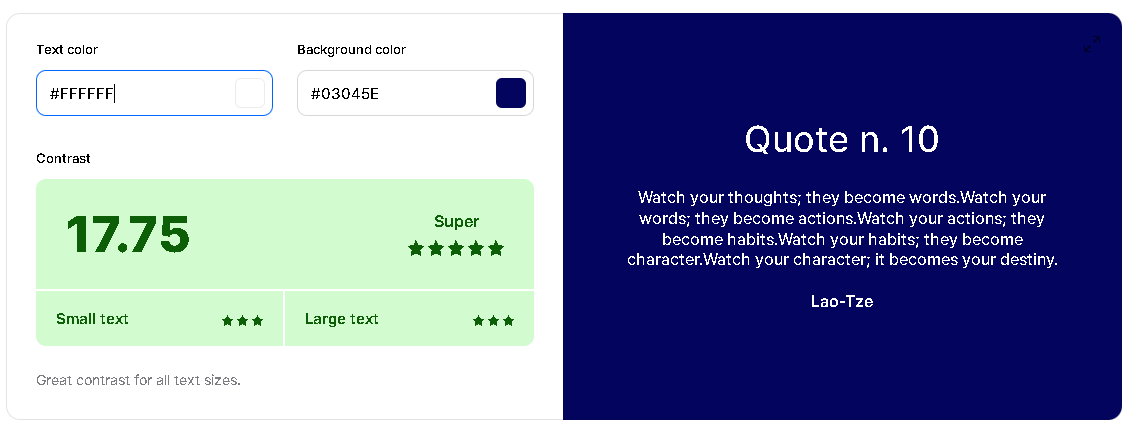 Text color
Background color
#FFFFFF
#03045E
Contrast
17.75
Super
Small text
Large text
Great contrast for all text sizes.
Quote n. 10
Watch your thoughts; they become words.Watch your
words; they become actions.Watch your actions; they
become habits.Watch your habits; they become
character.Watch your character; it becomes your destiny.
Lao-Tze